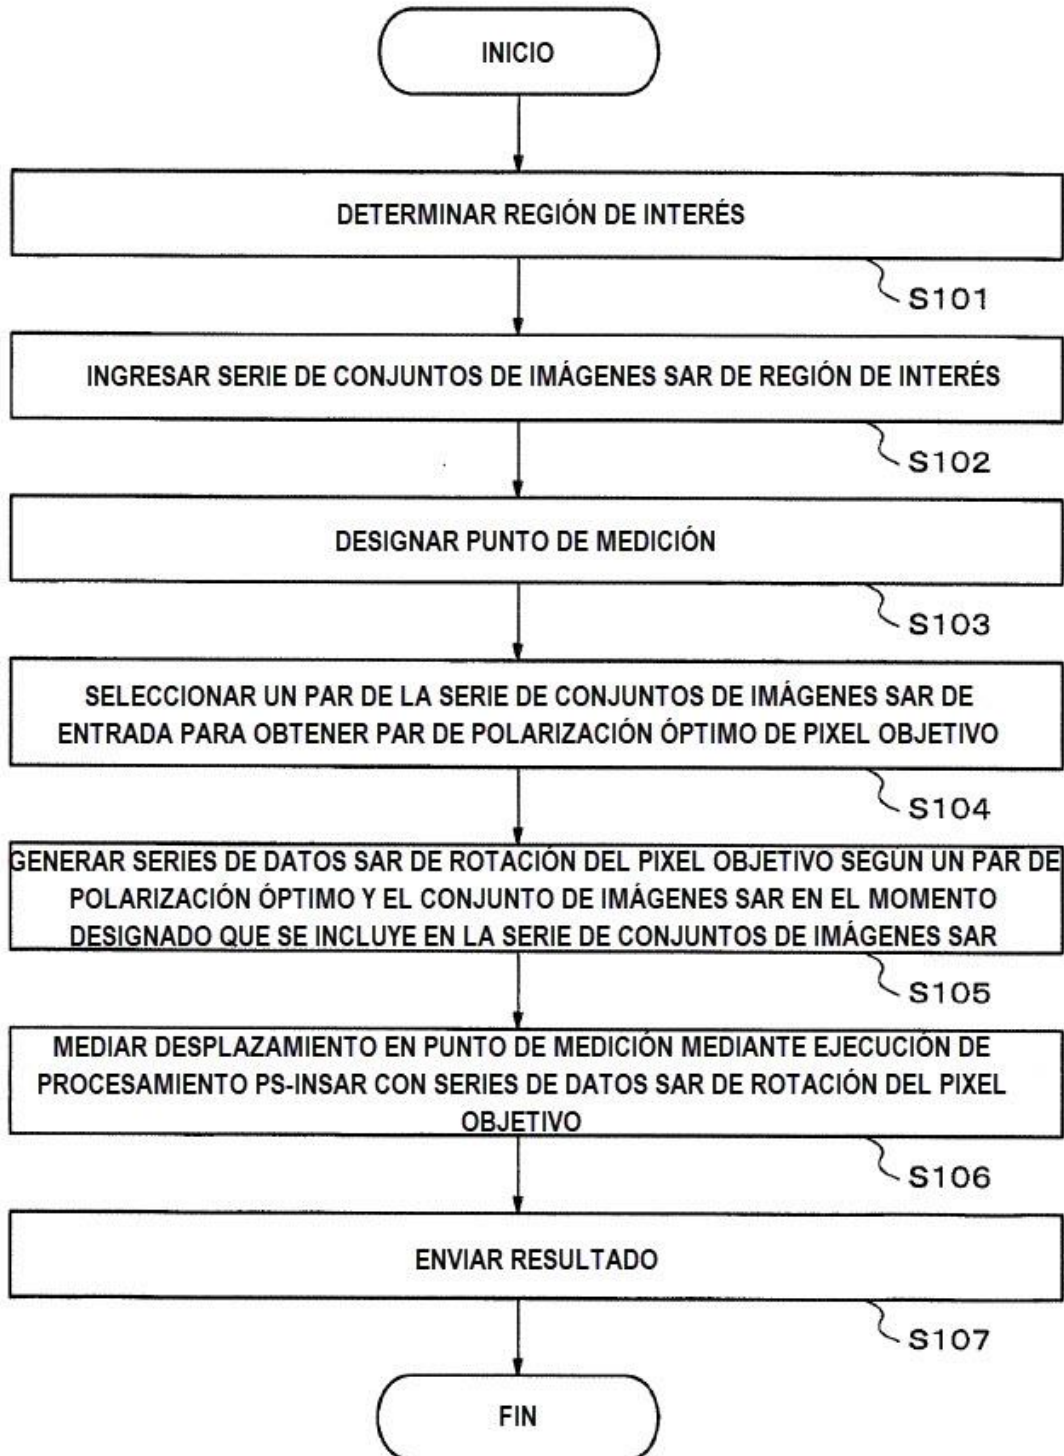 INICIO
DETERMINAR REGIÓN DE INTERÉS
S101
INGRESAR SERIE DE CONJUNTOS DE IMÁGENES SAR DE REGIÓN DE INTERÉS
S102
DESIGNAR PUNTO DE MEDICIÓN
S103
SELECCIONAR UN PAR DE LA SERIE DE CONJUNTOS DE IMÁGENES SAR DE
ENTRADA PARA OBTENER PAR DE POLARIZACIÓN ÓPTIMO DE PIXEL OBJETIVO
S104
GENERAR SERIES DE DATOS SAR DE ROTACIÓN DEL PIXEL OBJETIVO SEGUN UN PAR DE
POLARIZACIÓN ÓPTIMO Y EL CONJUNTO DE IMÁGENES SAR EN EL MOMENTO
DESIGNADO QUE SE INCLUYE EN LA SERIE DE CONJUNTOS DE IMÁGENES SAR
S105
MEDIAR DESPLAZAMIENTO EN PUNTO DE MEDICIÓN MEDIANTE EJECUCIÓN DE
PROCESAMIENTO PS-INSAR CON SERIES DE DATOS SAR DE ROTACIÓN DEL PIXEL
OBJETIVO
S106
ENVIAR RESULTADO
S107
FIN